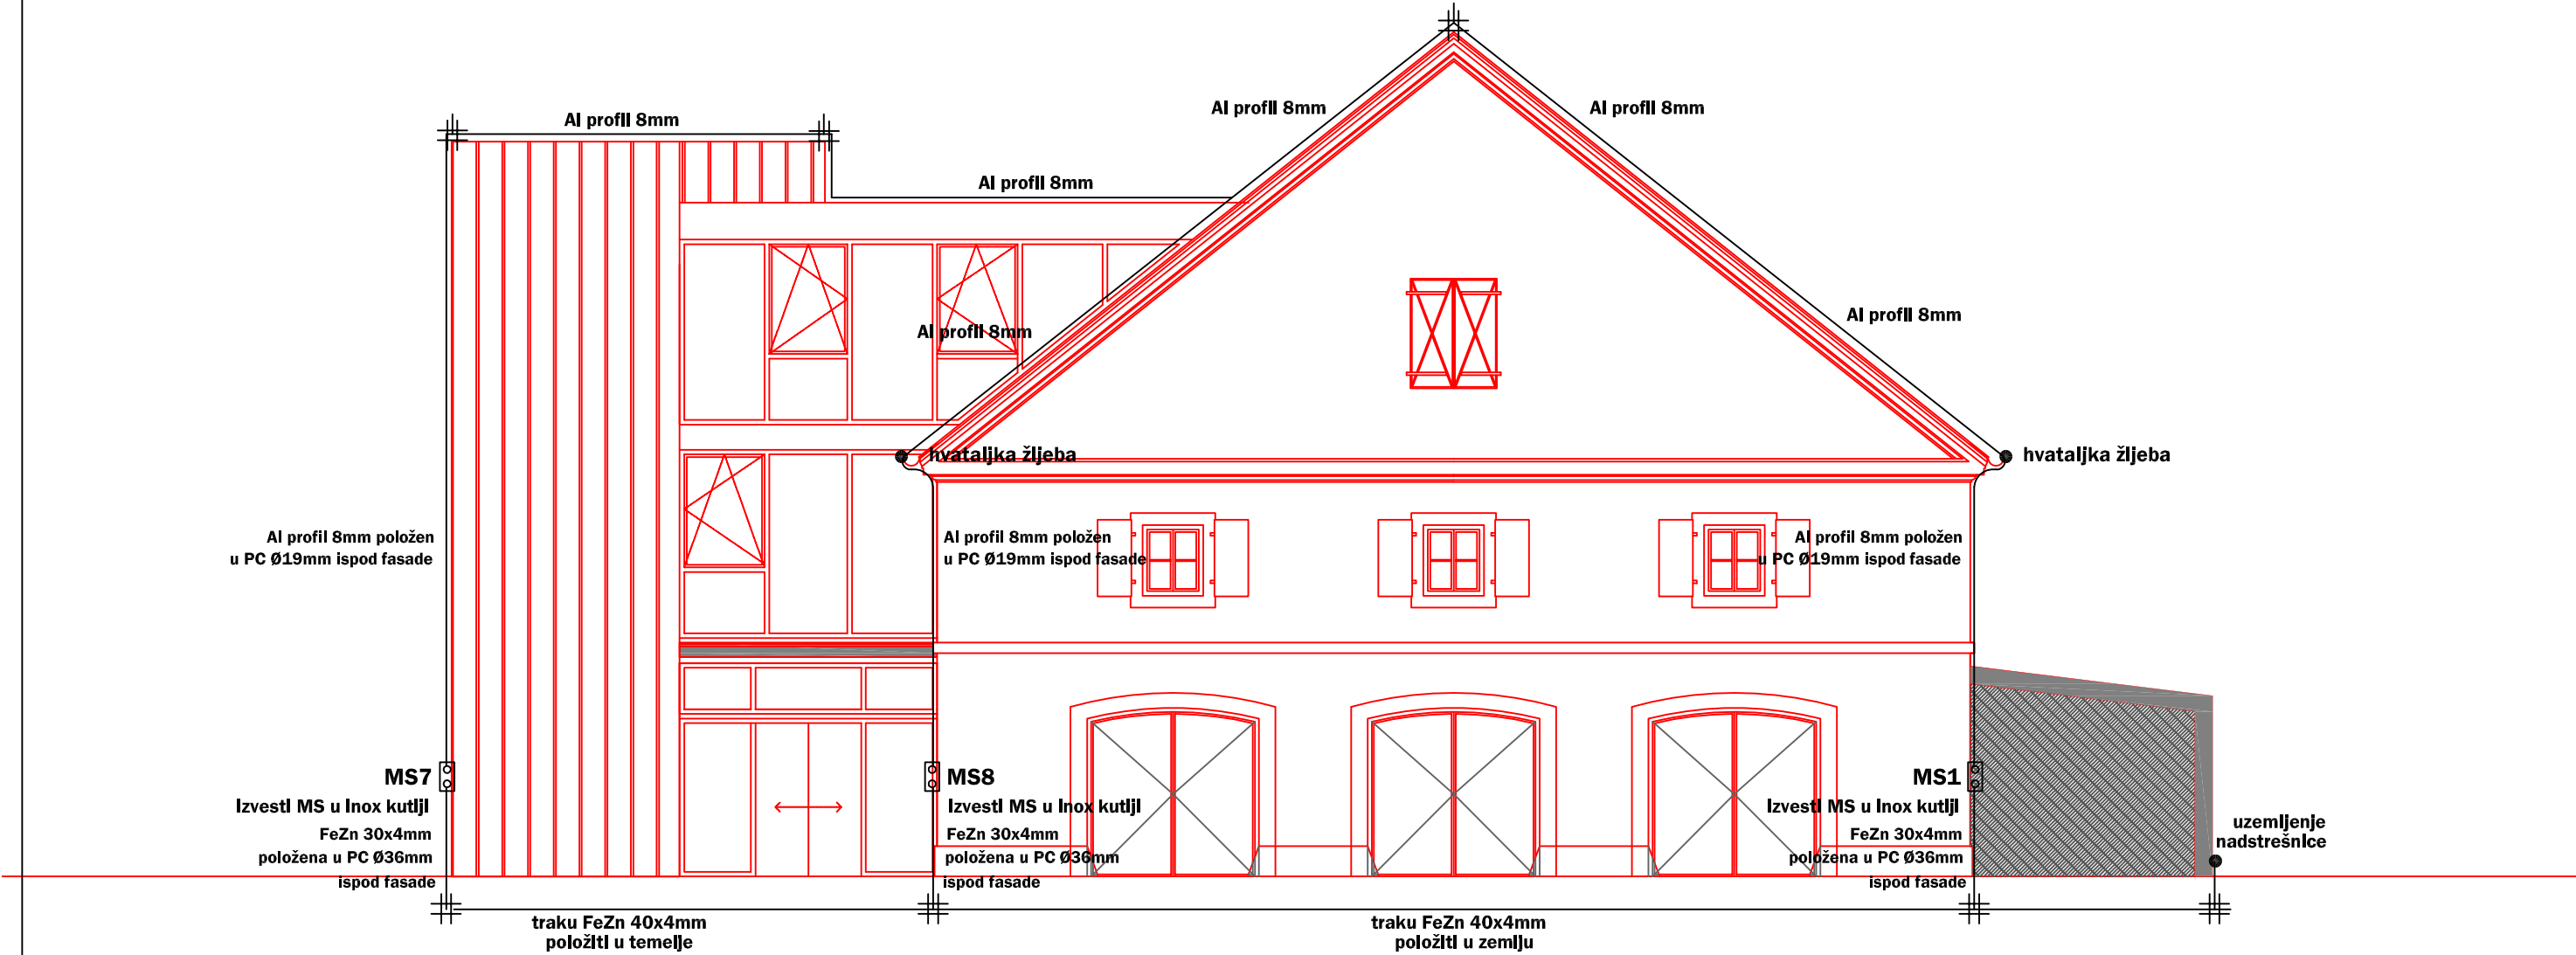 Al profil 8mm
Al profil 8mm
Al profil 8mm
Al profil 8mm
Al profil 8mm
Al profil 8mm
Al profil 8mm
hvataljka žljeba
hvataljka žljeba
Al profil 8mm položen
u PC Ø19mm ispod fasade
Al profil 8mm položen
u PC Ø19mm ispod fasade
Al profil 8mm položen
u PC Ø19mm ispod fasade
MS7
Izvesti MS u Inox kutiji
FeZn 30x4mm
položena u PC Ø36mm
ispod fasade
MS8
Izvesti MS u Inox kutiji
FeZn 30x4mm
položena u PC Ø36mm
ispod fasade
MS1
Izvesti MS u Inox kutiji
FeZn 30x4mm
položena u PC Ø36mm
ispod fasade
uzemljenje
nadstrešnice
traku FeZn 40x4mm
položiti u temelje
traku FeZn 40x4mm
položiti u zemlju